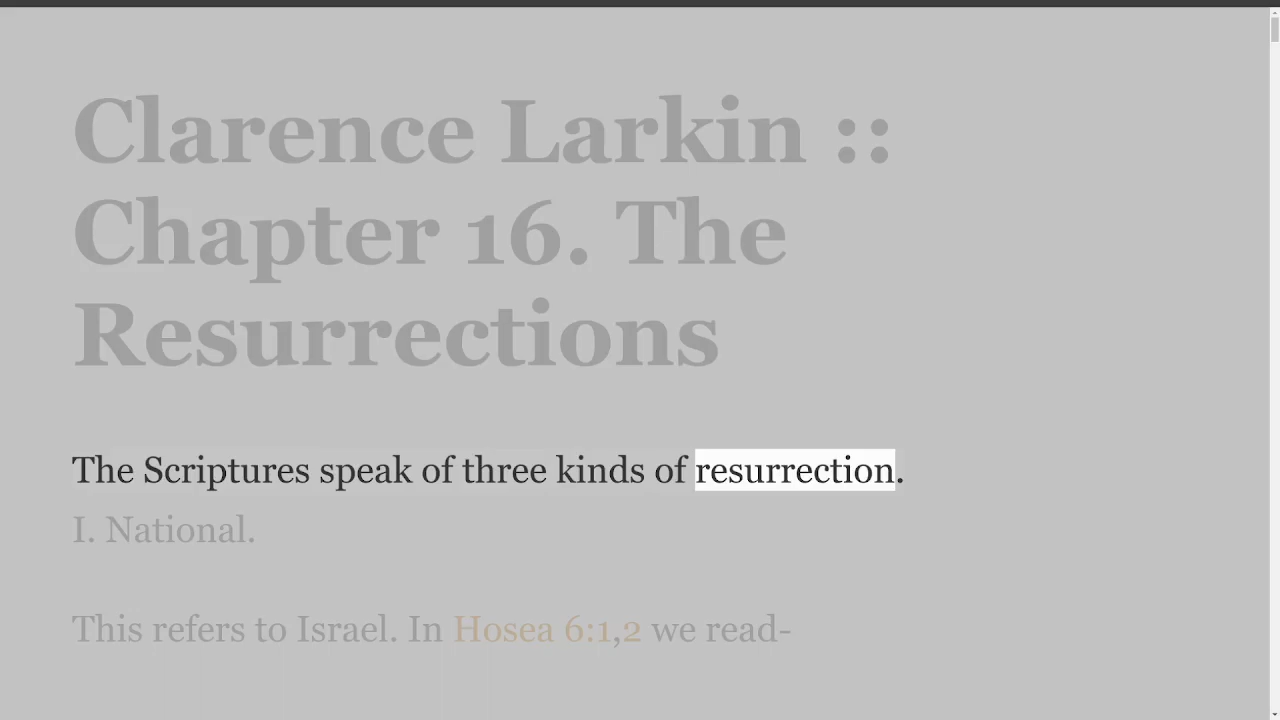 Clarence Larkin ::
Chapter 16. The
Resurrections
The Scriptures speak of three kinds of resurrection.
I. National.
This refers to Israel. In Hosea 6:1,2 we read-